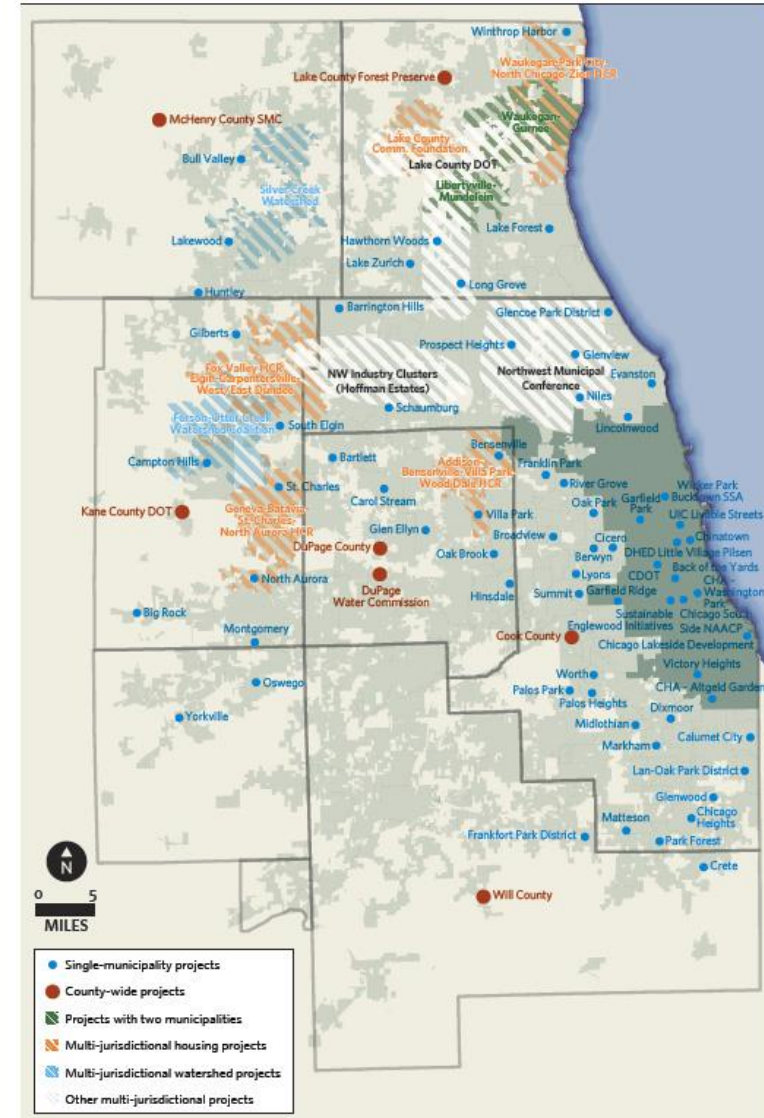 Winthrop Harbor
Waukegan-Park City-
North Chicago-Zion HCR
Lake County Forest Preserve
McHenry County SMC
Waukegan-
Gurnee
Lake County
Comm. Foundation
Bull Valley
Lake County DOT
Silver Creek
Watershed
Libertyville-
Mundelein
Lake Forest
Lakewood
Hawthorn Woods
Lake Zurich
Long Grove
Huntley
Barrington Hills
Glencoe Park District
Gilberts
Prospect Heights
Glenview
Fox Valley HCR
Elgin-Carpentersville-
West/East Dundee
NW Industry Clusters
(Hoffman Estates)
Northwest Municipal
Conference
Evanston
Niles
Schaumburg
Ferson-Otter Creek
Watershed Coalition
South Elgin
Lincolnwood
Bensenville
Campton Hills
Bartlett
Addison-
Bensenville-Villa Park-
Wood Dale HCR
Franklin Park
St. Charles
Carol Stream
River Grove
Wicker Park
Bucktown SSA
Kane County DOT
Geneva-Batavia-
St. Charles-
North Aurora HCR
Villa Park
Oak Park
Garfield
Park
UIC Livable Streets
Glen Ellyn
Broadview
Cicero
Chinatown
DuPage County
Oak Brook
Berwyn
DHED Little Village Pilsen
DuPage
Water Commission
Lyons
CDOT
Back of the Yards
North Aurora
Hinsdale
Summit
Garfield Ridge
CHA -
Washington
Park
Big Rock
Sustainable
Englewood Initiatives
Chicago South
Side NAACP
Montgomery
Cook County
Chicago Lakeside Development
Victory Heights
Oswego
Worth
Palos Park
CHA - Altgeld Garden
Yorkville
Palos Heights
Dixmoor
Midlothian
Calumet City
Markham
Lan-Oak Park District
Glenwood
Matteson
Chicago
Heights
Frankfort Park District
Park Forest
Crete
N
Will County
0 5
MILES
Single-municipality projects
County-wide projects
Projects with two municipalities
Multi-jurisdictional housing projects
Multi-jurisdictional watershed projects
Other multi-jurisdictional projects